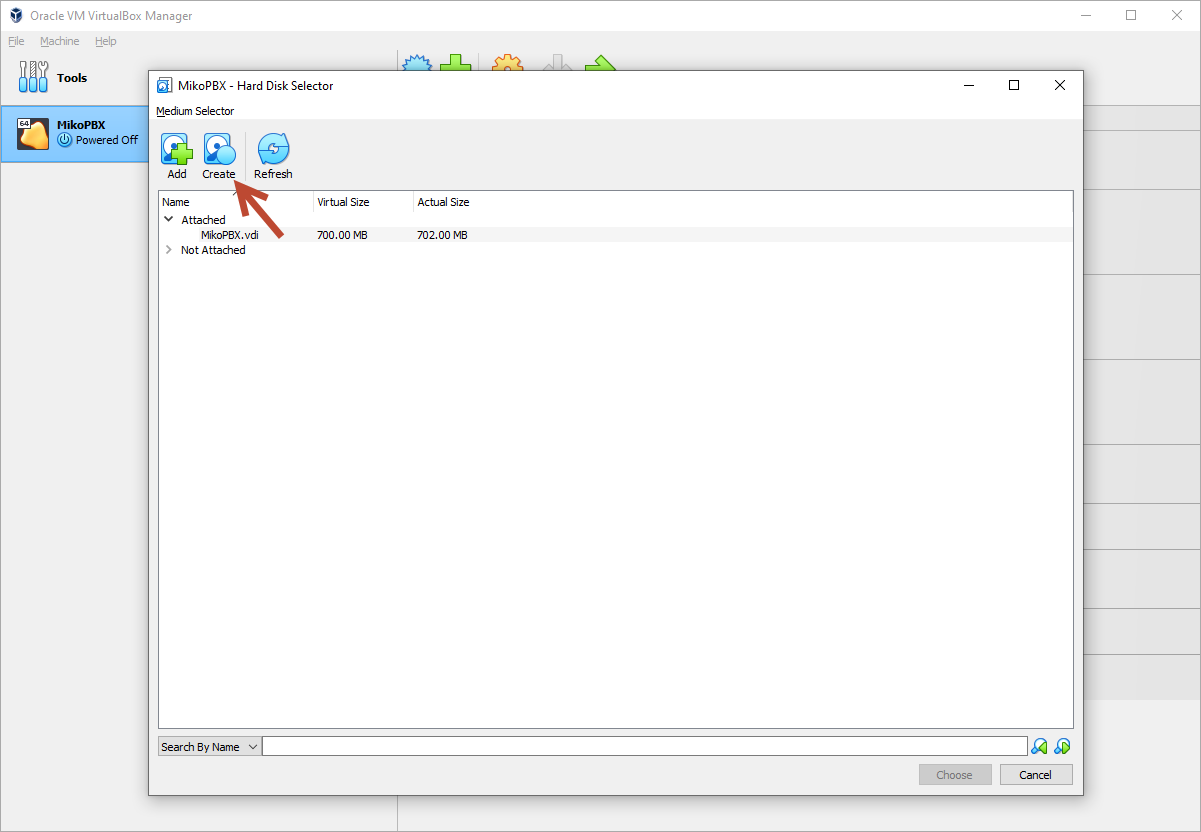 Oracle VM VirtualBox Manager
File Machine Help
Tools
MikoPBX - Hard Disk Selector
Medium Selector
64
MikoPBX
Powered Off
Add Create Refresh
Name Virtual Size Actual Size
Attached
MikoPBX.vdi 700.00 MB 702.00 MB
Not Attached
Search By Name
Choose Cancel